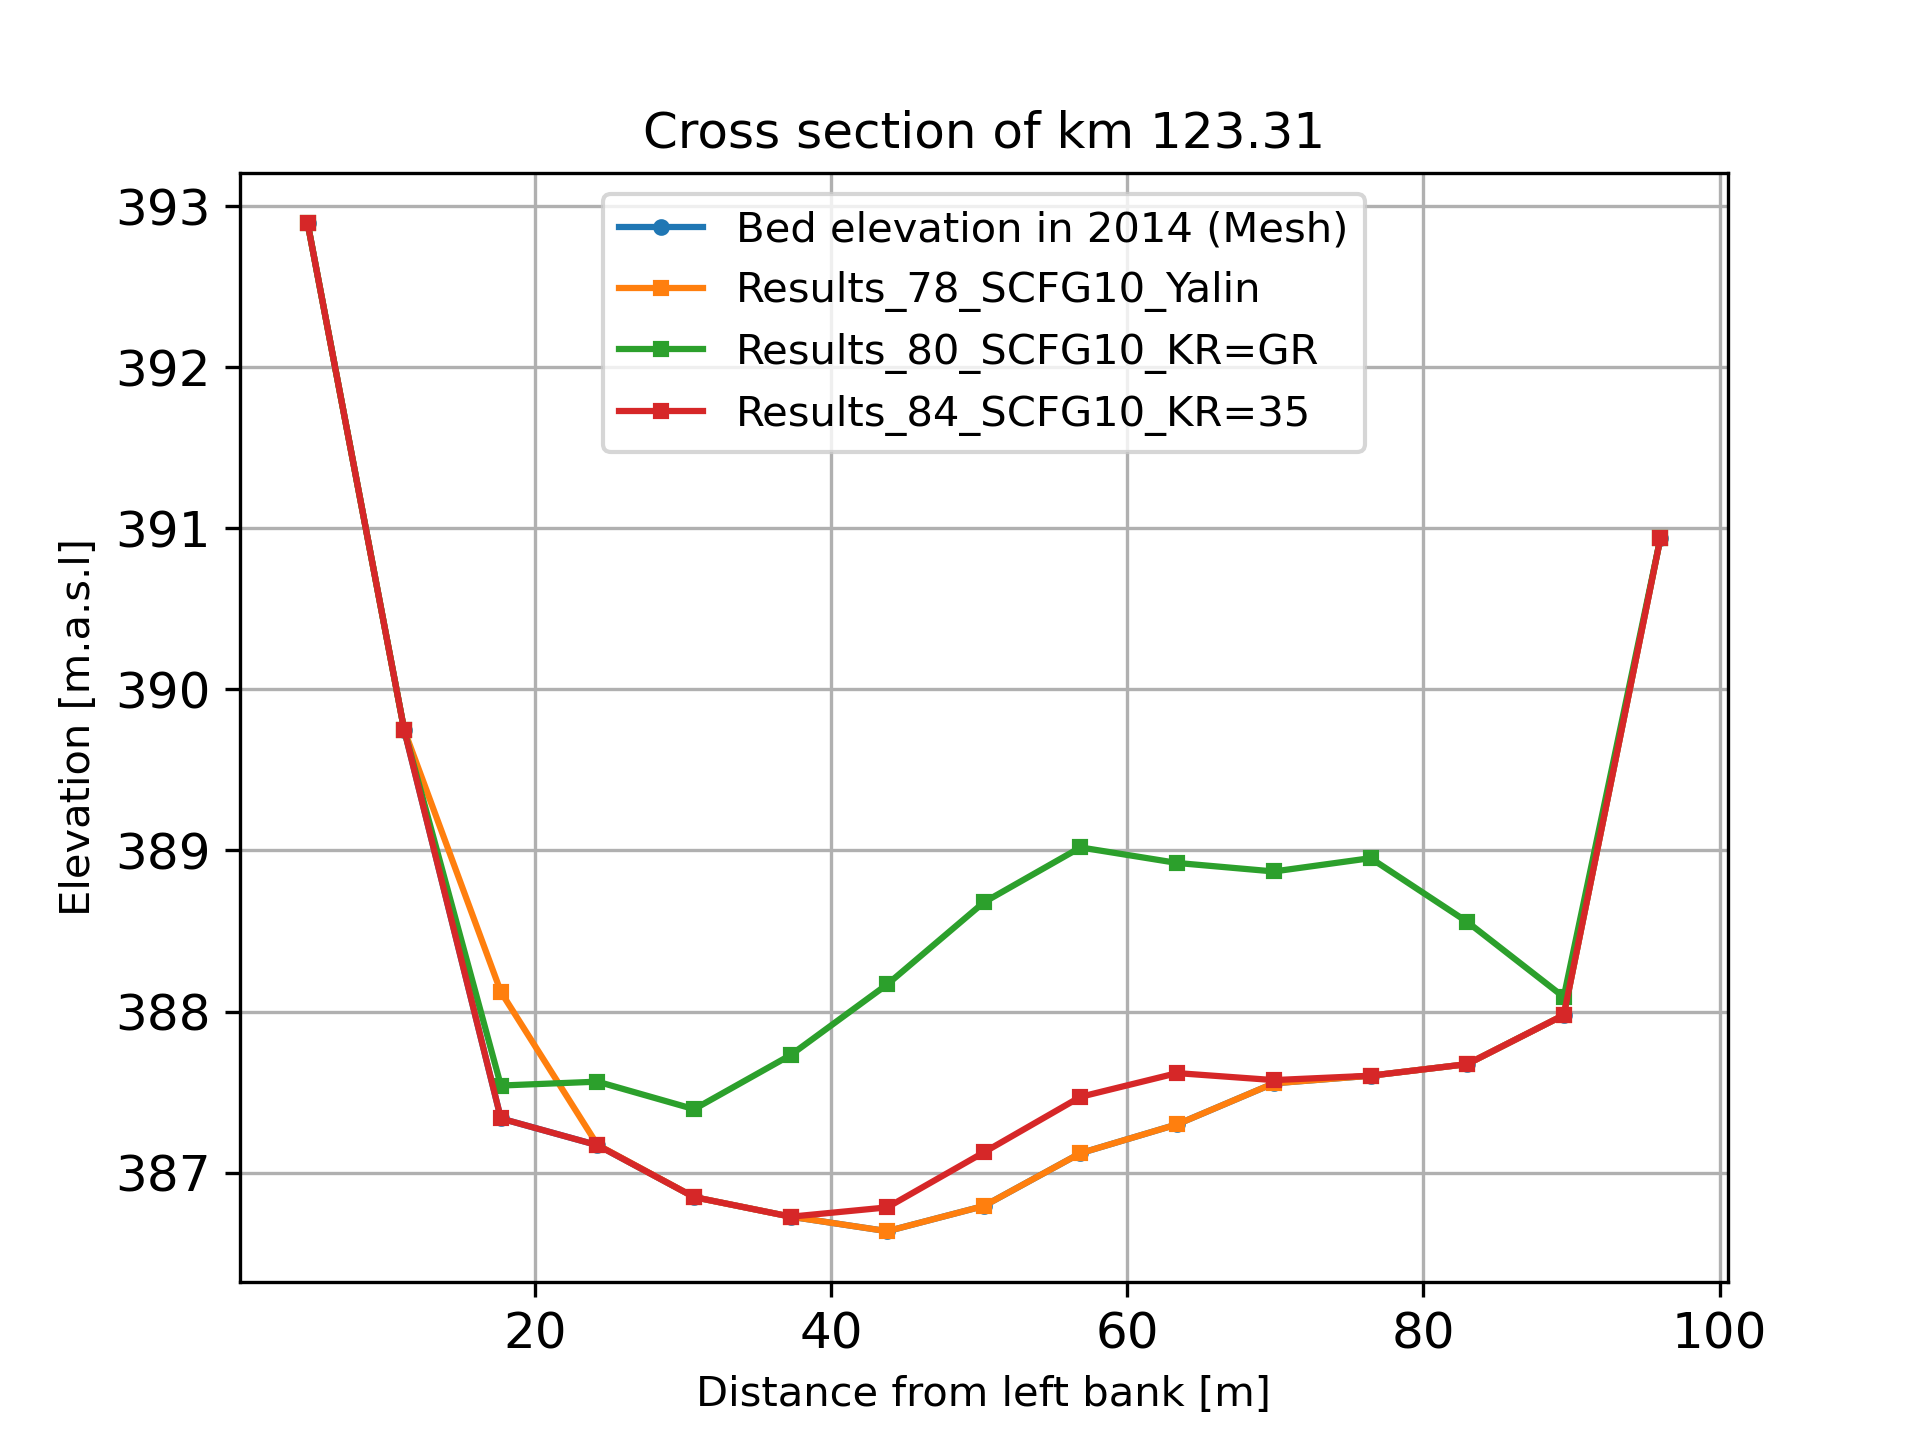 Cross section of km 123.31
Bed elevation in 2014 (Mesh)
Results_78_SCFG10_Yalin
Results_80_SCFG10_KR=GR
Results_84_SCFG10_KR=35
Elevation [m.a.s.l]
393
392
391
390
389
388
387
20 40 60 80 100
Distance from left bank [m]